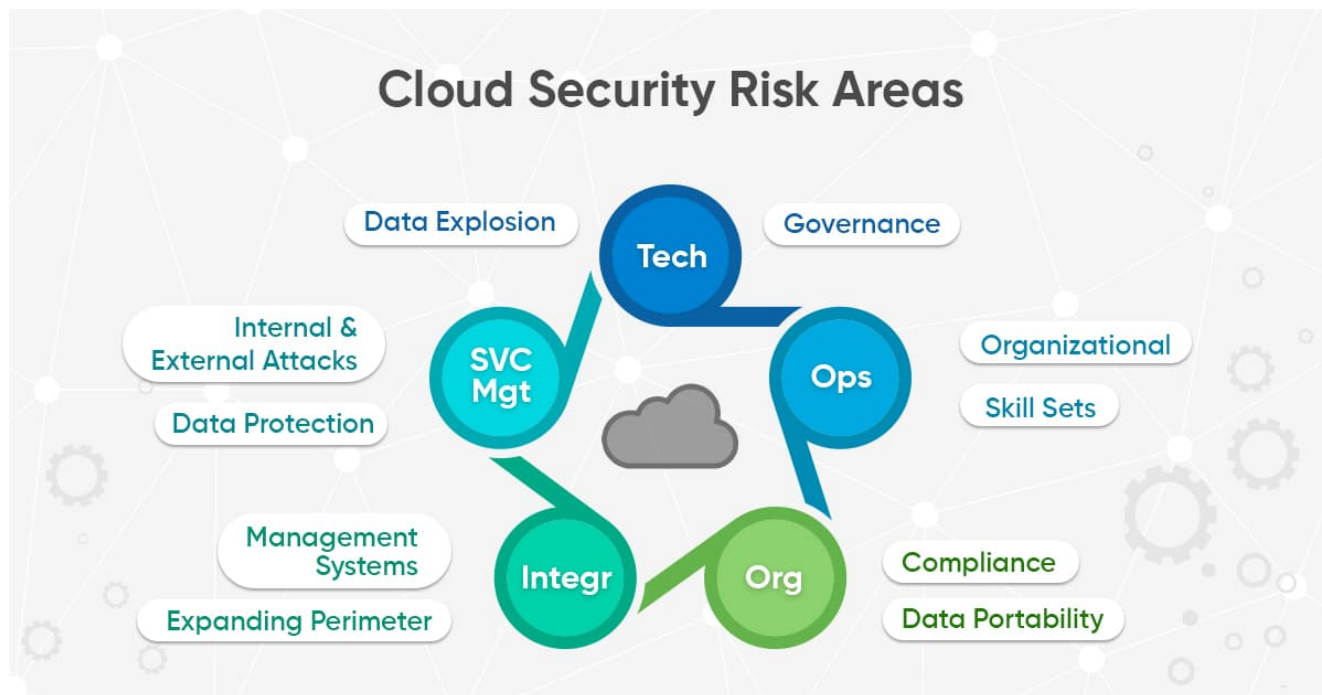 Cloud Security Risk Areas
Data Explosion
Tech
Governance
Internal &
External Attacks
Data Protection
SVC
Mgt
Ops
Organizational
Skill Sets
Management
Systems
Expanding Perimeter
Integr
Org
Compliance
Data Portability